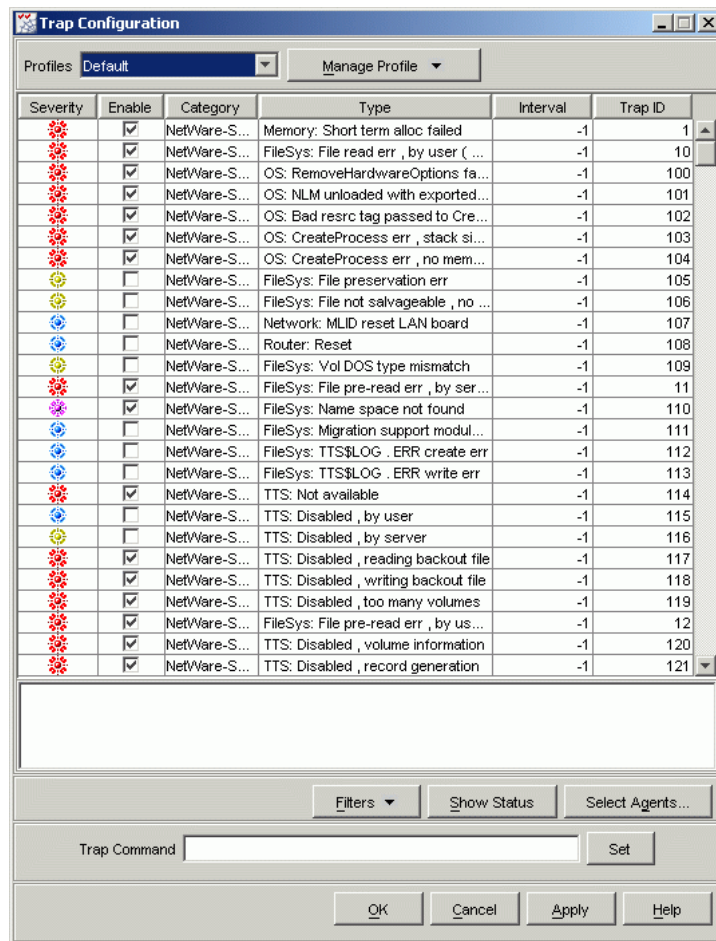 Trap Configuration
Profiles Default Manage Profile
Severity Enable Category Type Interval Trap ID
NetWare-S... Memory: Short term alloc failed -1 1
NetWare-S... FileSys: File read err , by user ( ... -1 10
NetWare-S... OS: RemoveHardwareOptions fa... -1 100
NetWare-S... OS: NLM unloaded with exported... -1 101
NetWare-S... OS: Bad resrc tag passed to Cre... -1 102
NetWare-S... OS: CreateProcess err , stack si... -1 103
NetWare-S... OS: CreateProcess err , no mem... -1 104
NetWare-S... FileSys: File preservation err -1 105
NetWare-S... FileSys: File not salvageable , no ... -1 106
NetWare-S... Network: MLID reset LAN board -1 107
NetWare-S... Router: Reset -1 108
NetWare-S... FileSys: Vol DOS type mismatch -1 109
NetWare-S... FileSys: File pre-read err , by ser... -1 11
NetWare-S... FileSys: Name space not found -1 110
NetWare-S... FileSys: Migration support modul... -1 111
NetWare-S... FileSys: TTS$LOG . ERR create err -1 112
NetWare-S... FileSys: TTS$LOG . ERR write err -1 113
NetWare-S... TTS: Not available -1 114
NetWare-S... TTS: Disabled , by user -1 115
NetWare-S... TTS: Disabled , by server -1 116
NetWare-S... TTS: Disabled , reading backout file -1 117
NetWare-S... TTS: Disabled , writing backout file -1 118
NetWare-S... TTS: Disabled , too many volumes -1 119
NetWare-S... FileSys: File pre-read err , by us... -1 12
NetWare-S... TTS: Disabled , volume information -1 120
NetWare-S... TTS: Disabled , record generation -1 121
Filters Show Status Select Agents...
Trap Command Set
OK Cancel Apply Help